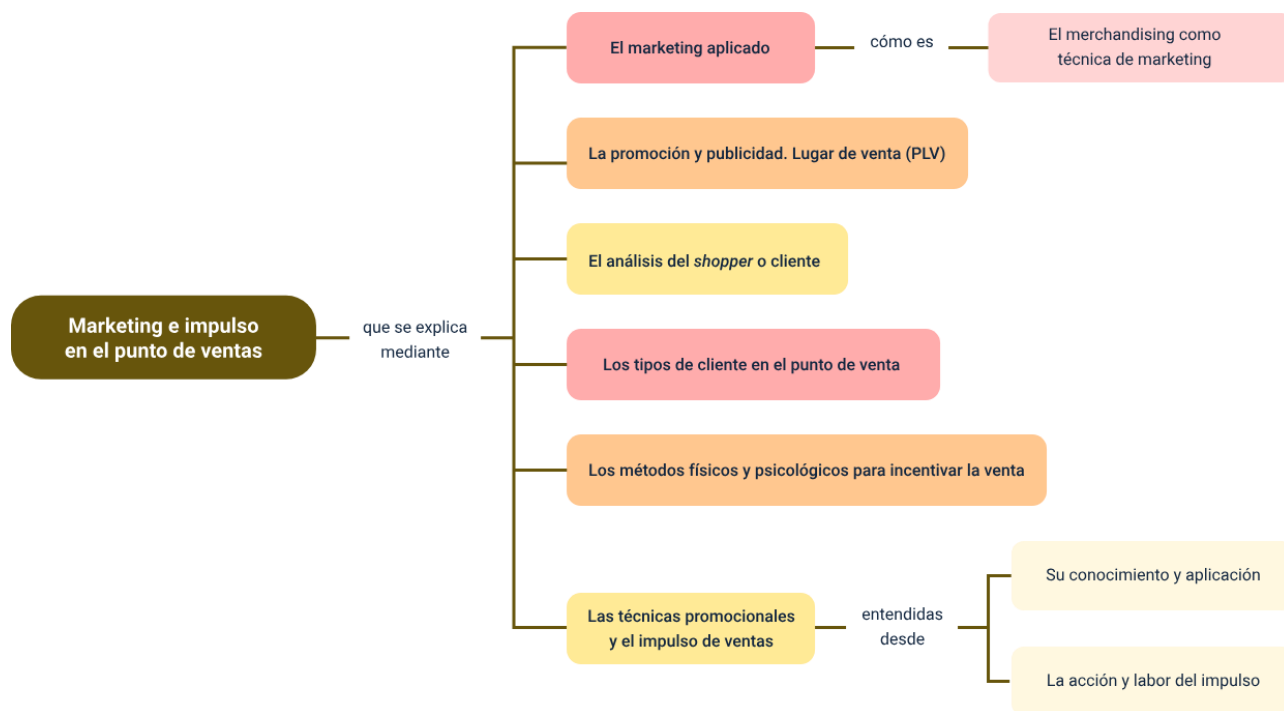 Marketing e impulso
en el punto de ventas
que se explica
mediante
El marketing aplicado
cómo es
El merchandising como
técnica de marketing
La promoción y publicidad. Lugar de venta (PLV)
El análisis del shopper o cliente
Los tipos de cliente en el punto de venta
Los métodos físicos y psicológicos para incentivar la venta
Las técnicas promocionales
y el impulso de ventas
entendidas
desde
Su conocimiento y aplicación
La acción y labor del impulso